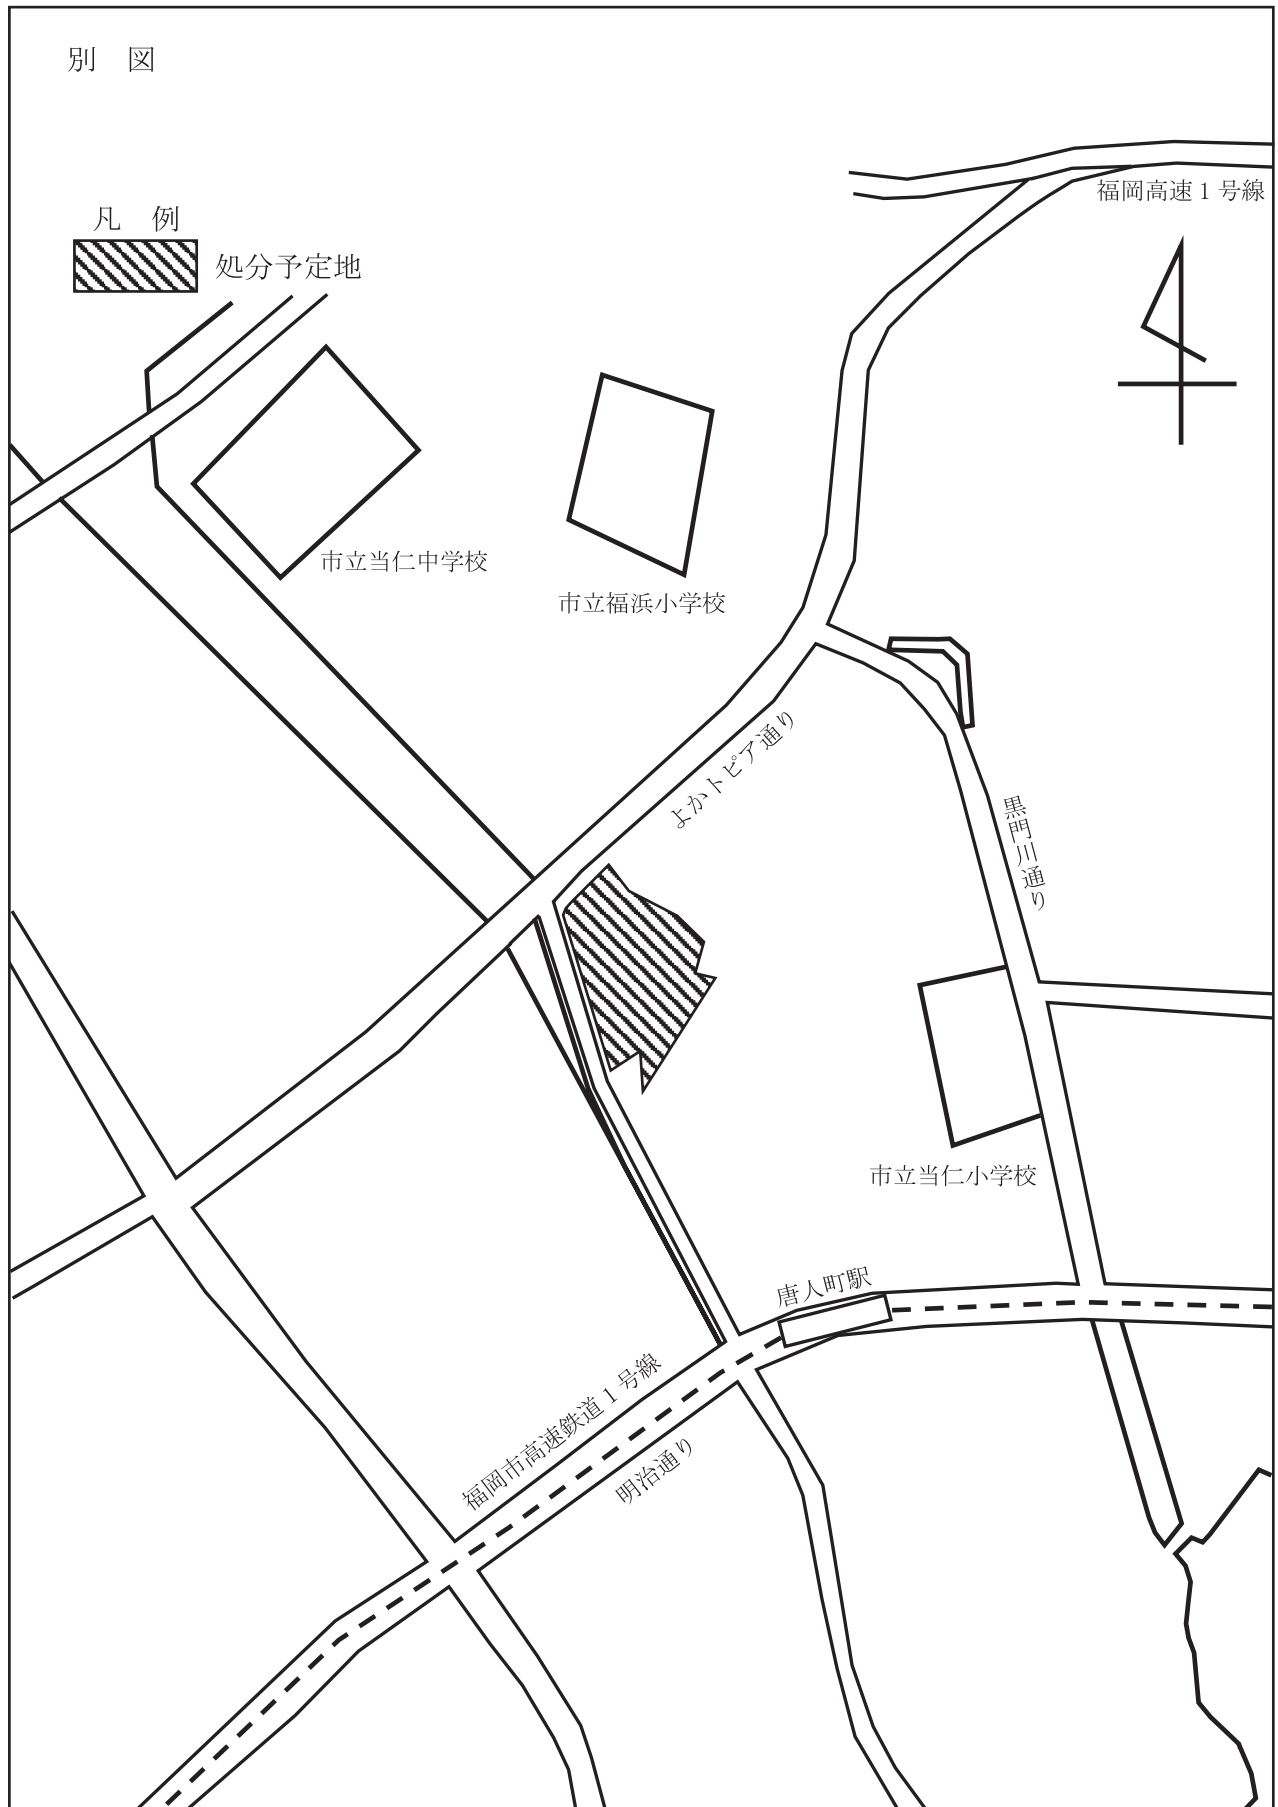 別　図
福岡高速１号線
凡　例
処分予定地
市立当仁中学校
市立福浜小学校
よかトピア通り
黒門川通り
市立当仁小学校
唐人町駅
福岡市高速鉄道１号線
明治通り